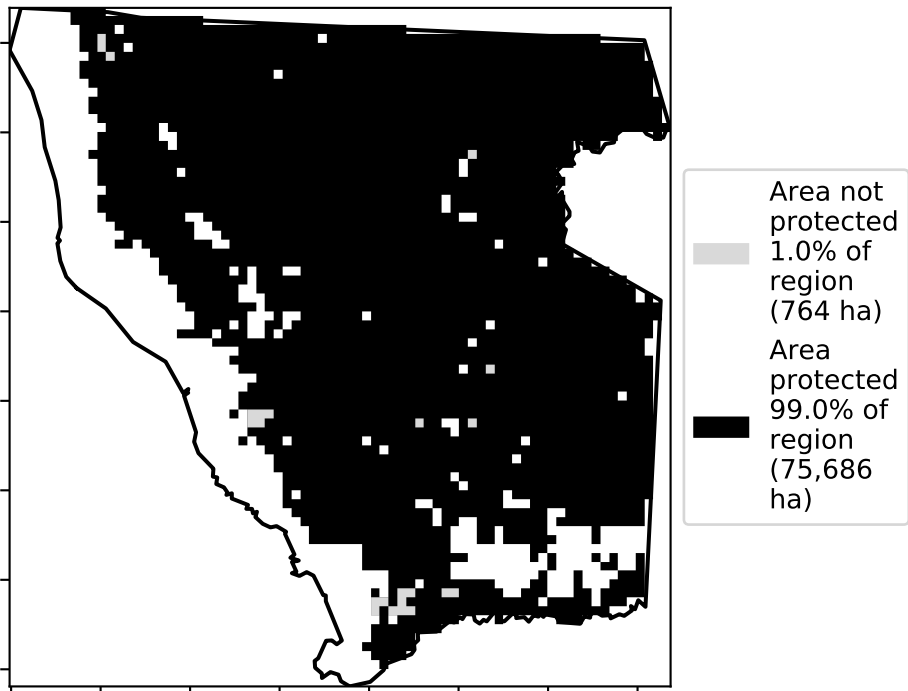 Area not
protected
1.0% of
region
(764 ha)
Area
protected
99.0% of
region
(75,686
ha)